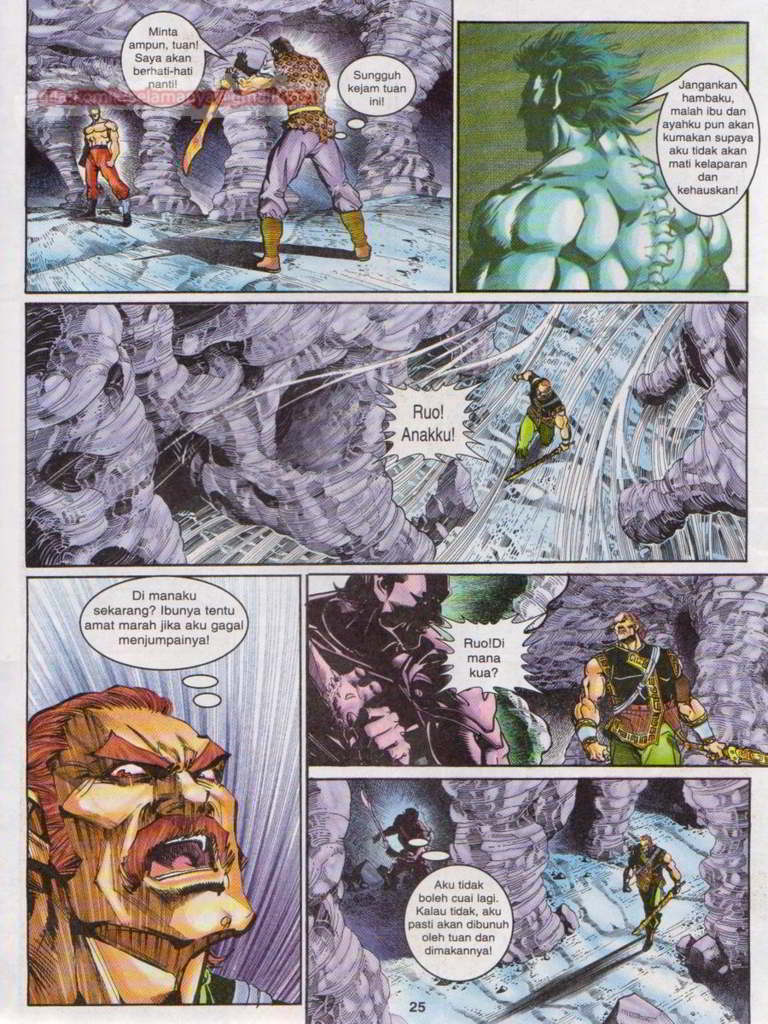 Minta
ampun, tuan!
Saya akan
berhati-hati
nanti!
Sungguh
kejam tuan
ini!
Jangankan
hambaku,
malah ibu dan
ayahku pun akan
kumakan supaya
aku tidak akan
mati kelaparan
dan
kehauskan!
Ruo!
Anakku!
Di manaku
sekarang? Ibunya tentu
amat marah jika aku gagal
menjumpainya!
Ruo!Di
mana
kua?
Aku tidak
boleh cuai lagi.
Kalau tidak, aku
pasti akan dibunuh
oleh tuan dan
dimakannya!
25